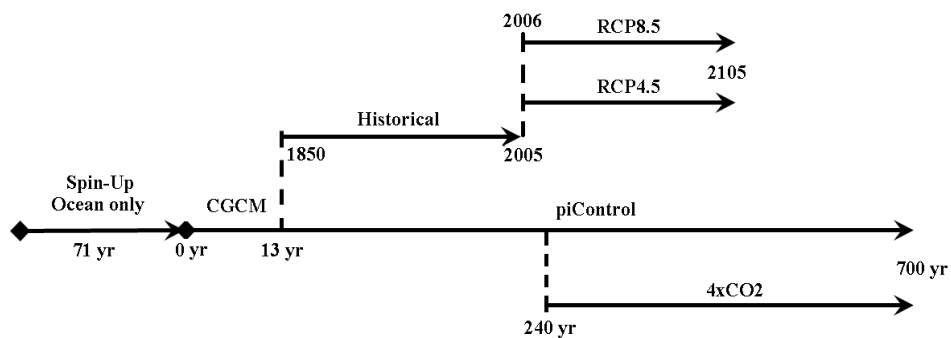 2006
RCP8.5
2105
RCP4.5
Historical
1850
2005
Spin-Up
Ocean only
CGCM
piControl
71 yr
0 yr
13 yr
700 yr
4xCO2
240 yr